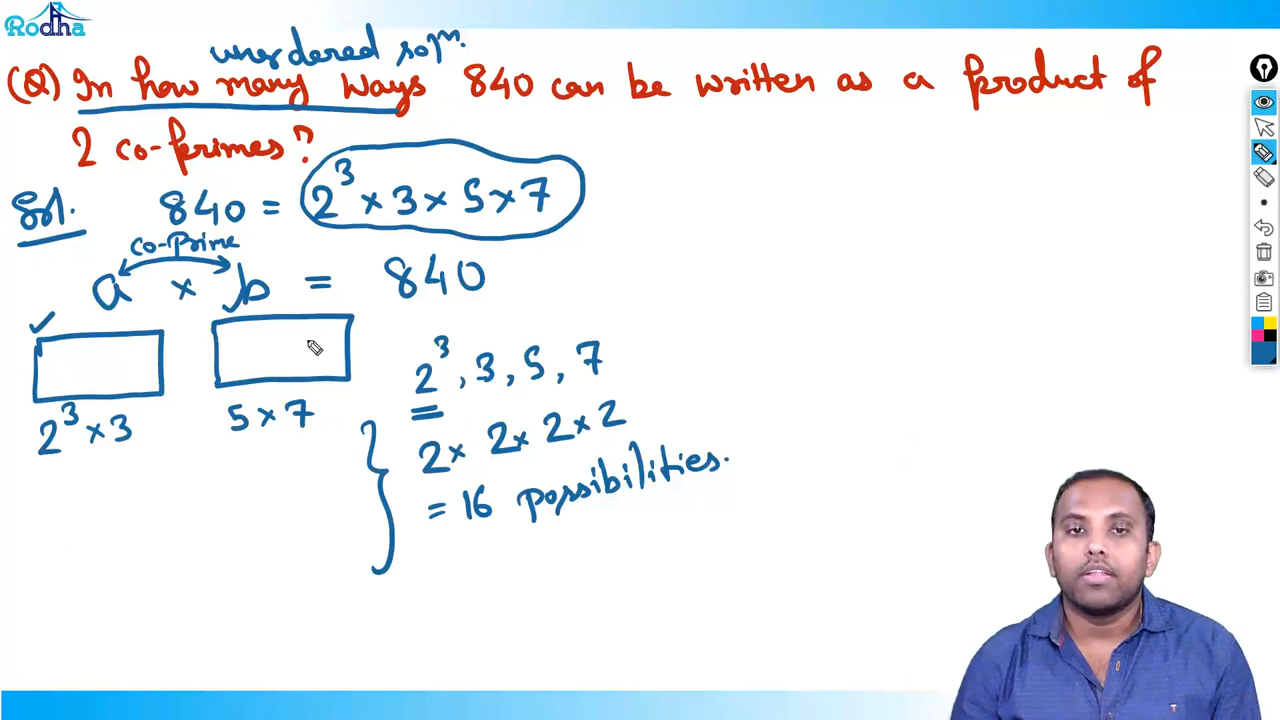 Rodha
unordered sopn.
(Q) In how many ways 840 can be written as a product of
2 co-primes?
Sol. 840 = 2³ × 3 × 5 × 7
co-prime
a × b = 840
2³ × 3
5 × 7
2³, 3, 5, 7
2 × 2 × 2 × 2
= 16 possibilities.